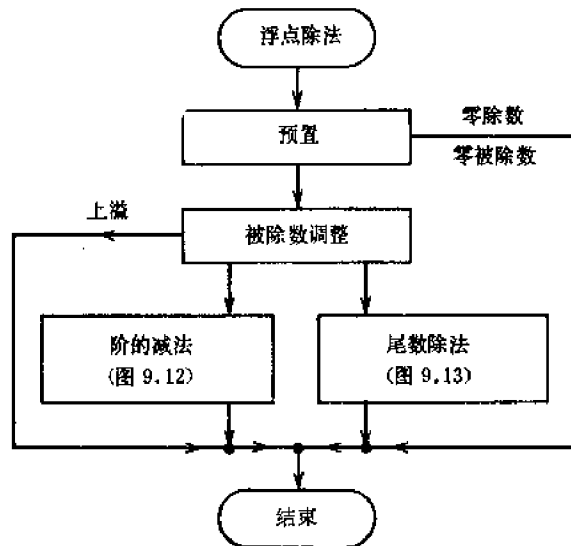 浮点除法
预置
零除数
零被除数
上溢
被除数调整
阶的减法
(图 9.12)
尾数除法
(图 9.13)
结束